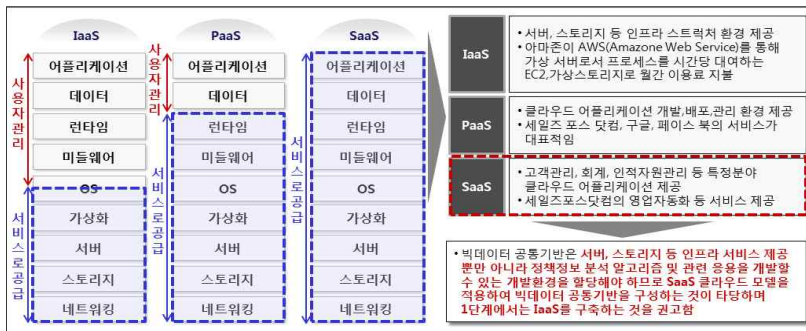 IaaS
어플리케이션
데이터
런타임
미들웨어
OS
가상화
서버
스토리지
네트워킹
사용자관리
서비스로공급
PaaS
어플리케이션
데이터
런타임
미들웨어
OS
가상화
서버
스토리지
네트워킹
사용자관리
서비스로공급
SaaS
어플리케이션
데이터
런타임
미들웨어
OS
가상화
서버
스토리지
네트워킹
서비스로공급
IaaS
• 서버, 스토리지 등 인프라 스트럭처 환경 제공
• 아마존이 AWS(Amazone Web Service)를 통해
가상 서버로서 프로세스를 시간당 대여하는
EC2,가상스토리지로 월간 이용료 지불
PaaS
• 클라우드 어플리케이션 개발,배포,관리 환경 제공
• 세일즈 포스 닷컴, 구글, 페이스 북의 서비스가
대표적임
SaaS
• 고객관리, 회계, 인적자원관리 등 특정분야
클라우드 어플리케이션 제공
• 세일즈포스닷컴의 영업자동화 등 서비스 제공
• 빅데이터 공통기반은 서버, 스토리지 등 인프라 서비스 제공
뿐만 아니라 정책정보 분석 알고리즘 및 관련 응용을 개발할
수 있는 개발환경을 할당해야 하므로 SaaS 클라우드 모델을
적용하여 빅데이터 공통기반을 구성하는 것이 타당하며
1단계에서는 IaaS를 구축하는 것을 권고함